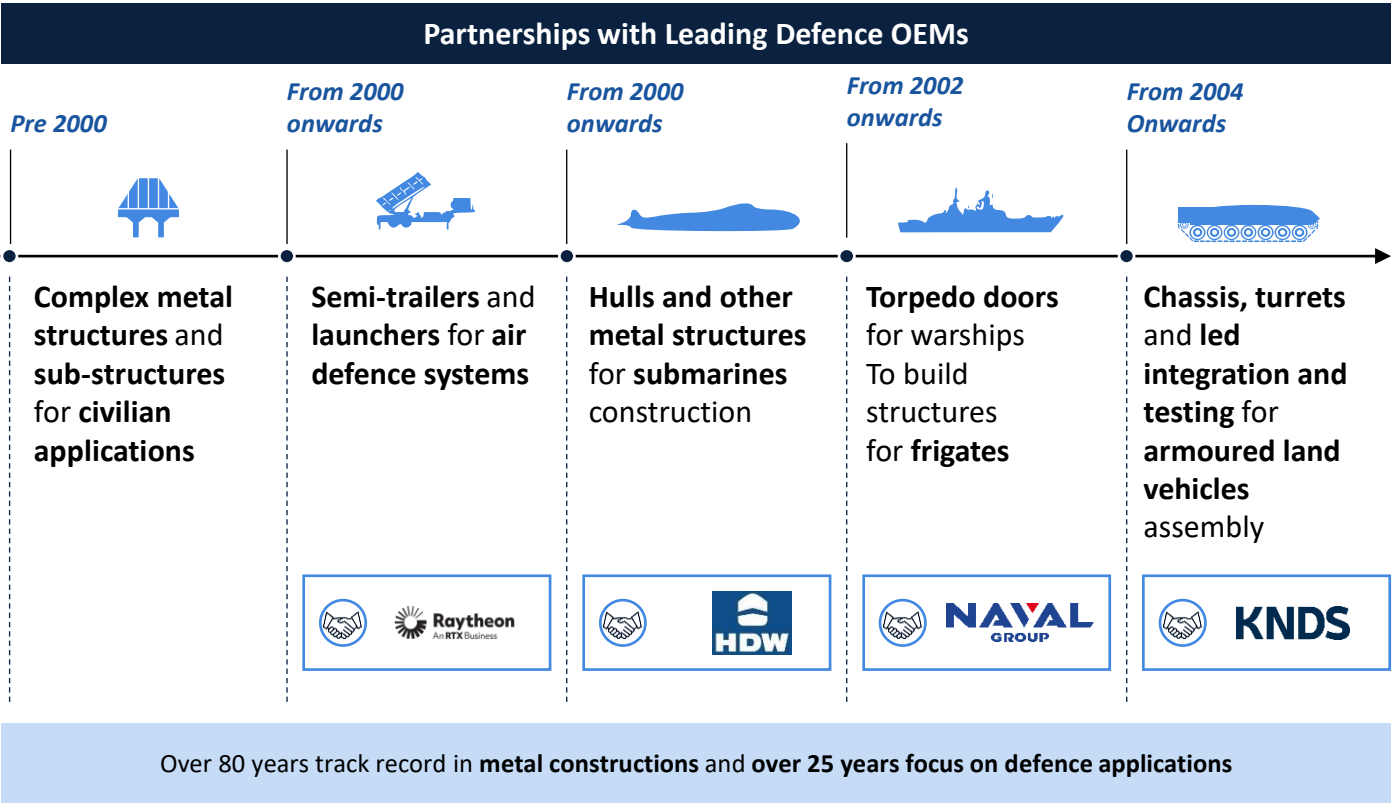 Partnerships with Leading Defence OEMs
Pre 2000
From 2000
onwards
From 2000
onwards
From 2002
onwards
From 2004
Onwards
Complex metal
structures and
sub-structures
for civilian
applications
Semi-trailers and
launchers for air
defence systems
Hulls and other
metal structures
for submarines
construction
Torpedo doors
for warships
To build
structures
for frigates
Chassis, turrets
and led
integration and
testing for
armoured land
vehicles
assembly
Raytheon
An RTX Business
HDW
NAVAL
GROUP
KNDS
Over 80 years track record in metal constructions and over 25 years focus on defence applications